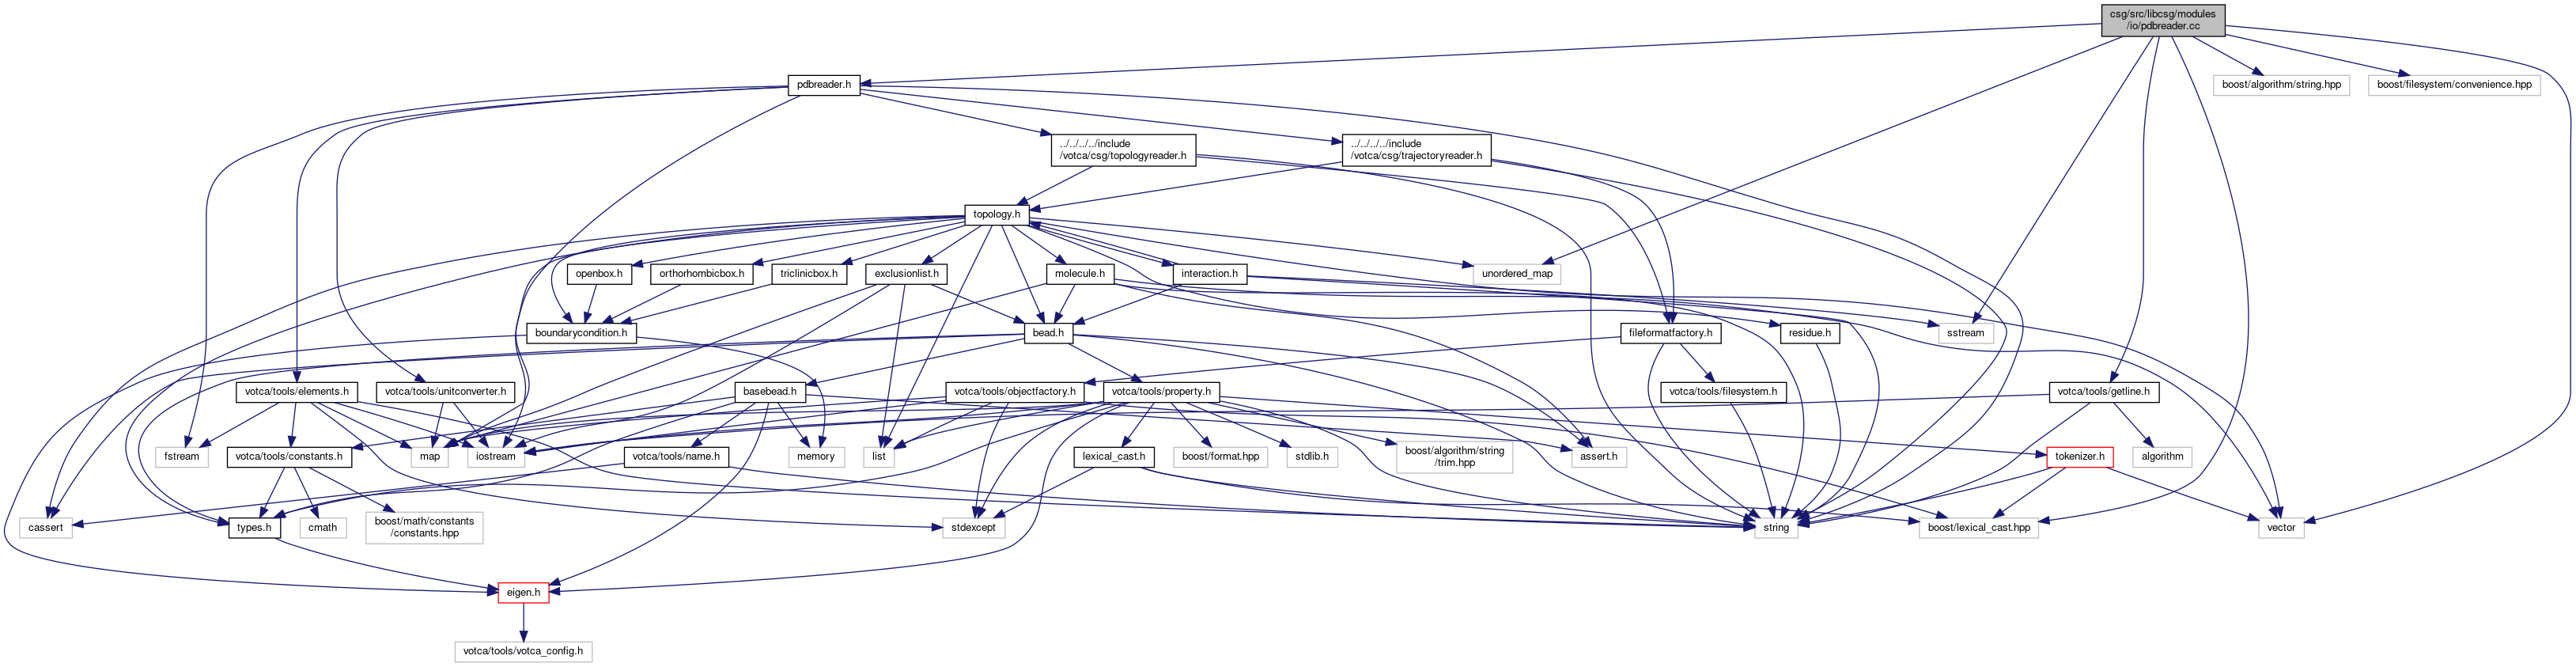 csg/src/libcsg/modules
/io/pdbreader.cc
pdbreader.h
boost/algorithm/string.hpp
boost/filesystem/convenience.hpp
../../../../include
/votca/csg/topologyreader.h
../../../../include
/votca/csg/trajectoryreader.h
topology.h
openbox.h
orthorhombicbox.h
triclinicbox.h
exclusionlist.h
molecule.h
interaction.h
unordered_map
boundarycondition.h
bead.h
fileformatfactory.h
residue.h
sstream
votca/tools/elements.h
votca/tools/unitconverter.h
basebead.h
votca/tools/objectfactory.h
votca/tools/property.h
votca/tools/filesystem.h
votca/tools/getline.h
fstream
votca/tools/constants.h
map
iostream
votca/tools/name.h
memory
list
lexical_cast.h
boost/format.hpp
stdlib.h
boost/algorithm/string
/trim.hpp
assert.h
tokenizer.h
algorithm
cassert
types.h
cmath
boost/math/constants
/constants.hpp
stdexcept
string
boost/lexical_cast.hpp
vector
eigen.h
votca/tools/votca_config.h